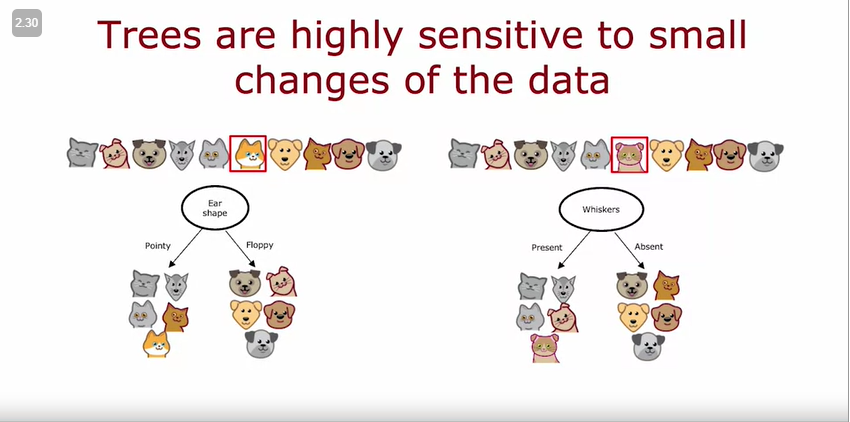 2.30
Trees are highly sensitive to small
changes of the data
Ear
shape
Pointy
Floppy
Whiskers
Present
Absent